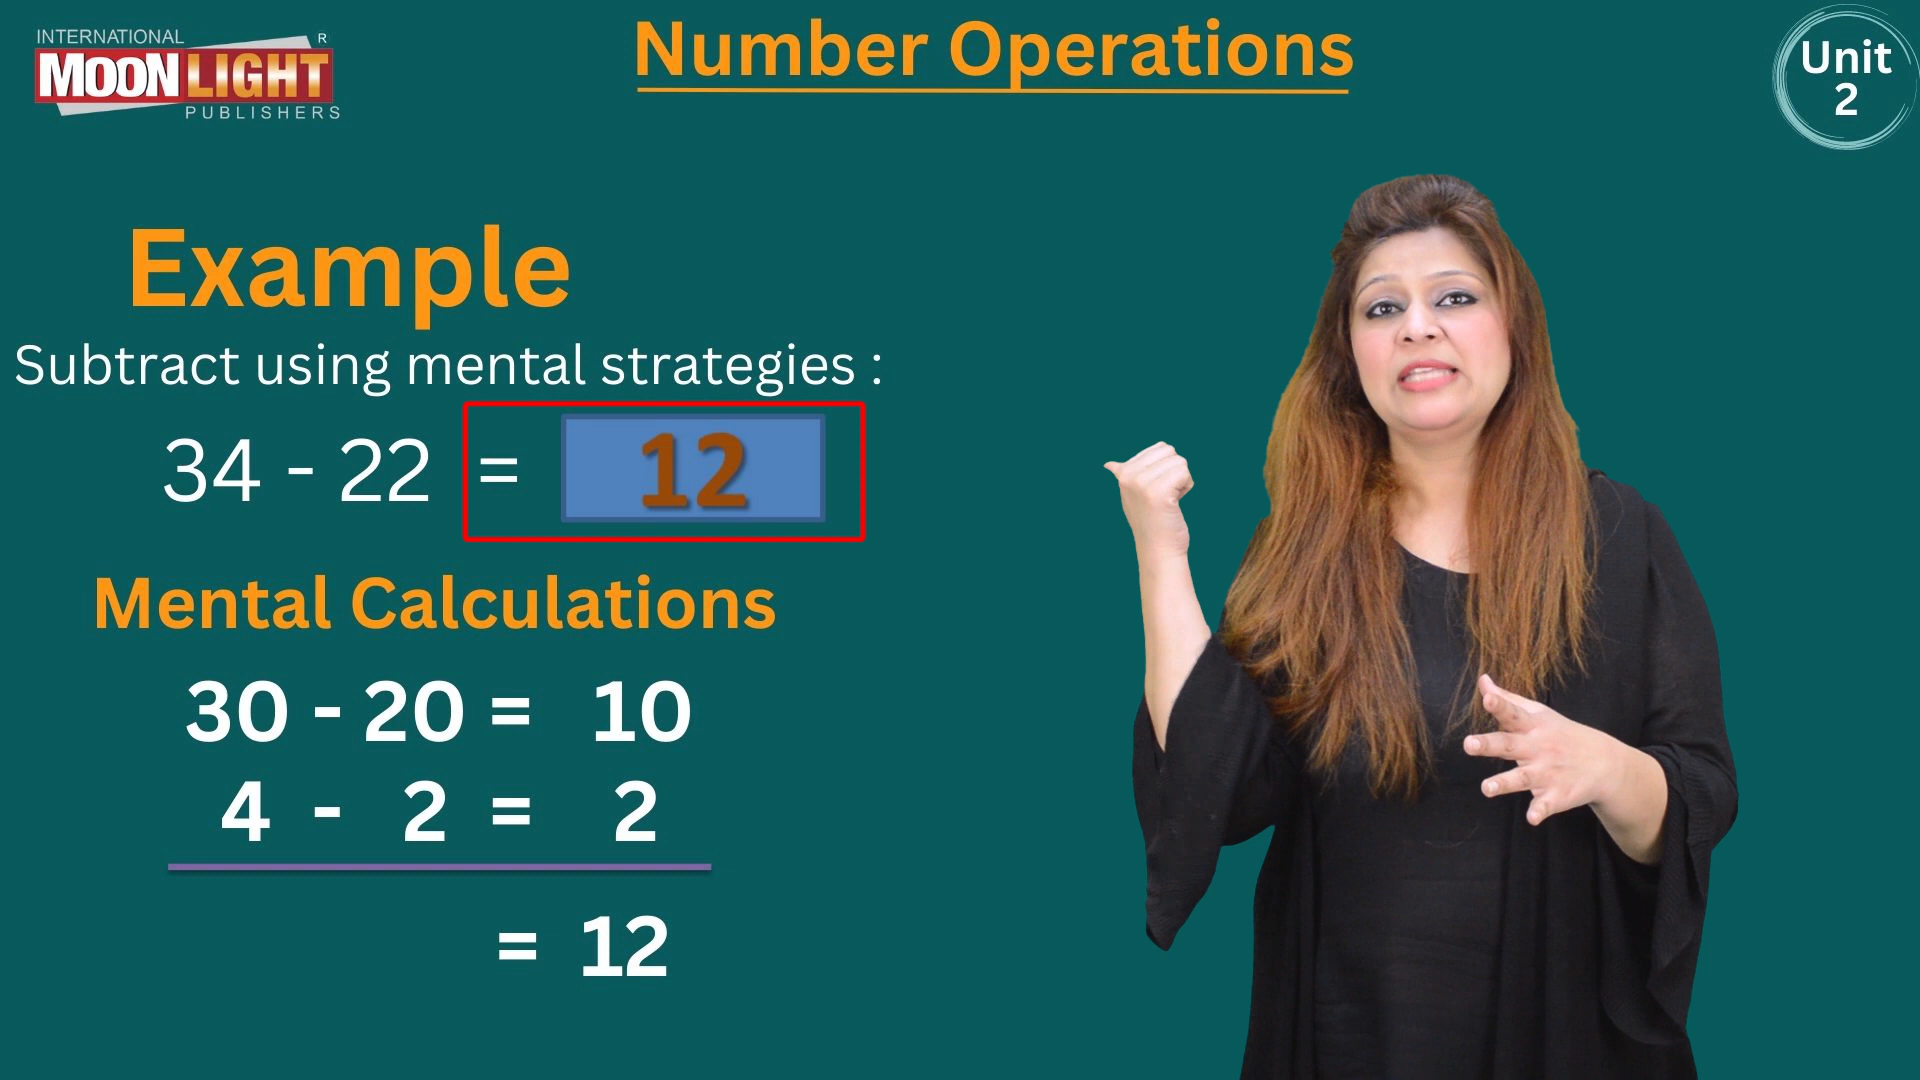 INTERNATIONAL R
MOON LIGHT
PUBLISHERS
Number Operations
Unit
2
Example
Subtract using mental strategies :
34 - 22 = 12
Mental Calculations
30 - 20 = 10
4 - 2 = 2
= 12